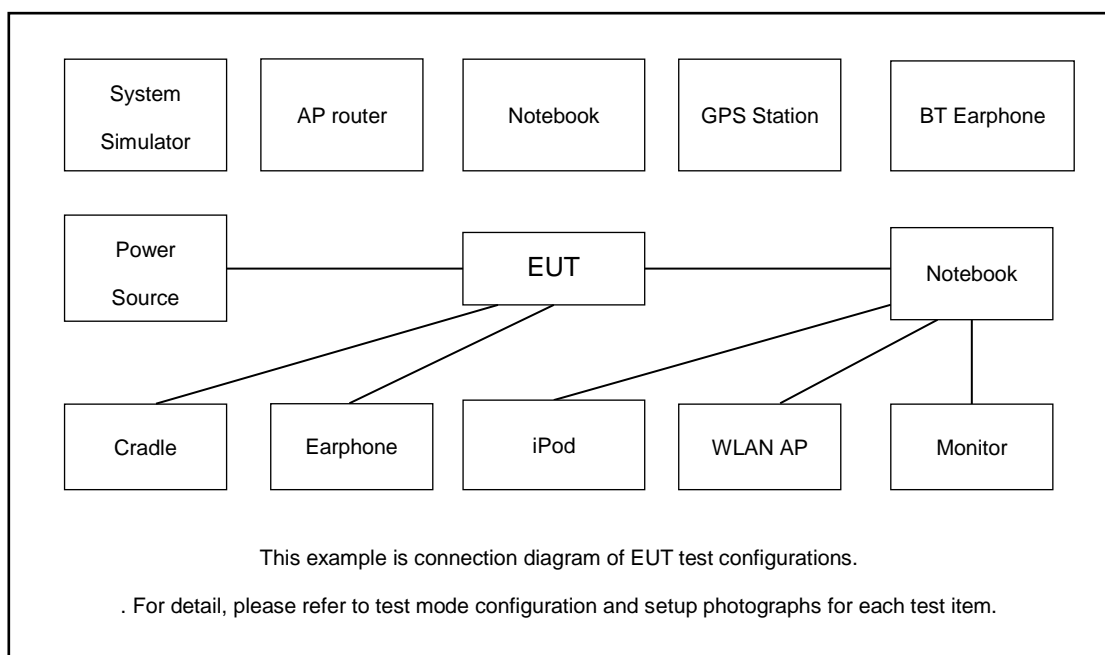 System
Simulator
AP router
Notebook
GPS Station
BT Earphone
Power
Source
EUT
Notebook
Cradle
Earphone
iPod
WLAN AP
Monitor
This example is connection diagram of EUT test configurations.
. For detail, please refer to test mode configuration and setup photographs for each test item.